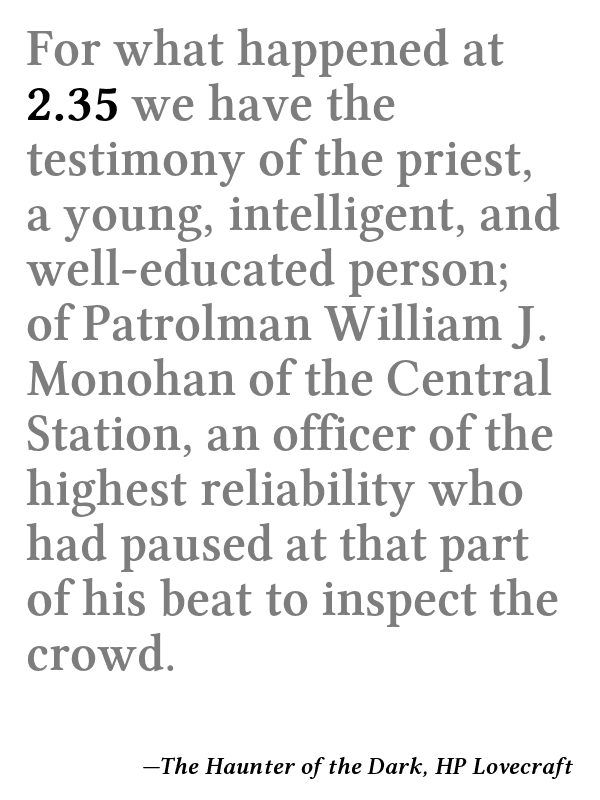 For what happened at
2.35 we have the
testimony of the priest,
a young, intelligent, and
well-educated person;
of Patrolman William J.
Monohan of the Central
Station, an officer of the
highest reliability who
had paused at that part
of his beat to inspect the
crowd.
—The Haunter of the Dark, HP Lovecraft